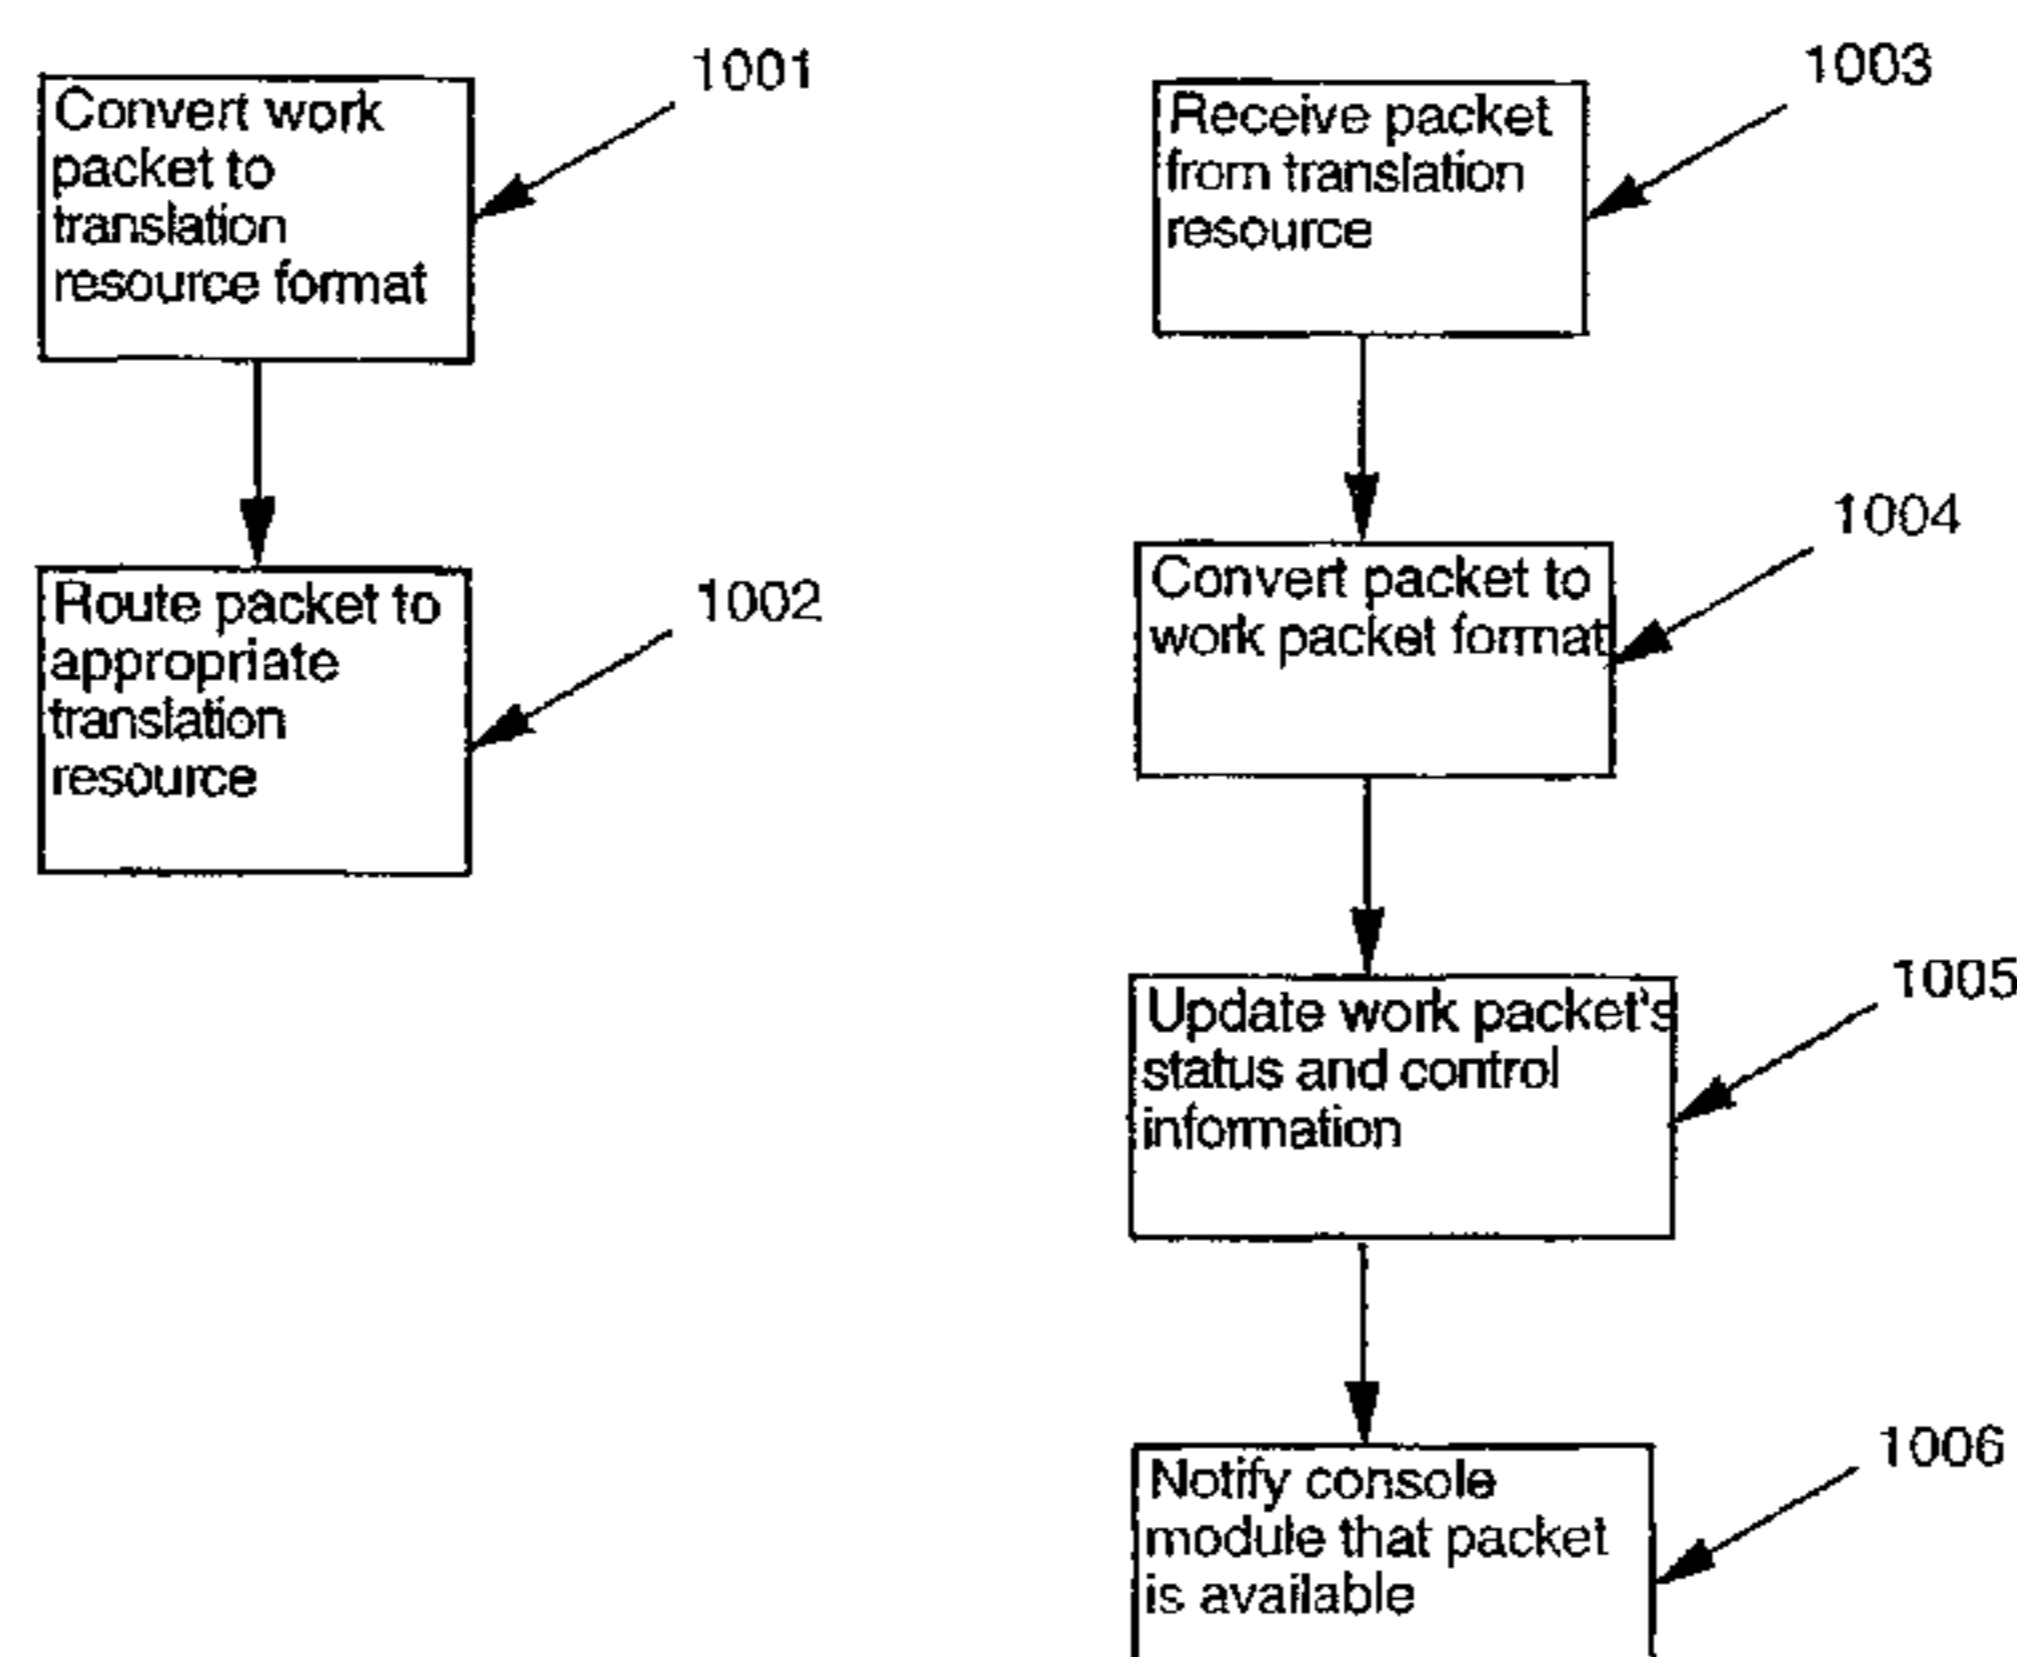 1001
Convert work
packet to
translation
resource format
1002
Route packet to
appropriate
translation
resource
1003
Receive packet
from translation
resource
1004
Convert packet to
work packet format
1005
Update work packet's
status and control
information
1006
Notify console
module that packet
is available